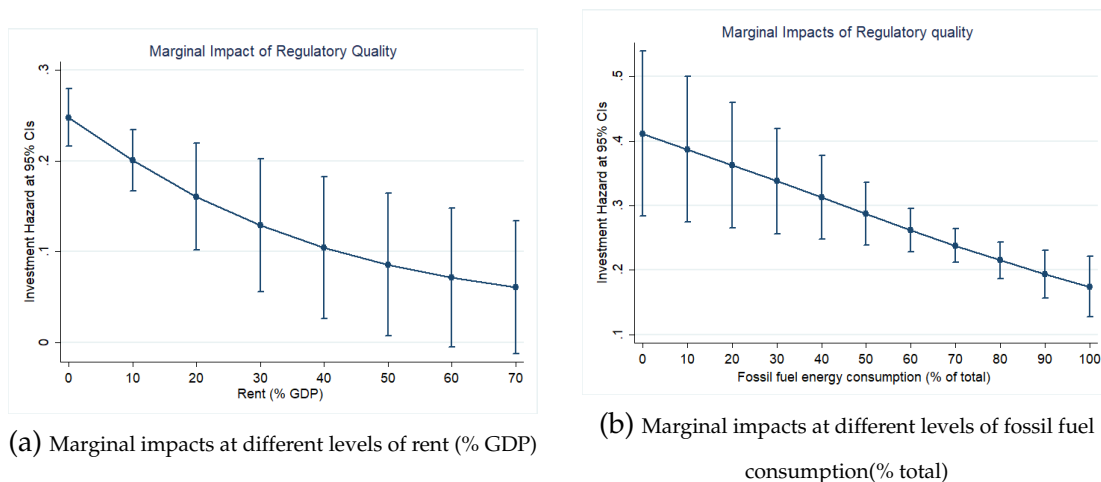 Marginal Impact of Regulatory Quality
Investment Hazard at 95% CIs
.3
.2
.1
0
0 10 20 30 40 50 60 70
Rent (% GDP)
(a) Marginal impacts at different levels of rent (% GDP)
Marginal Impacts of Regulatory quality
Investment Hazard at 95% CIs
.5
.4
.3
.2
.1
0 10 20 30 40 50 60 70 80 90 100
Fossil fuel energy consumption (% of total)
(b) Marginal impacts at different levels of fossil fuel
consumption(% total)